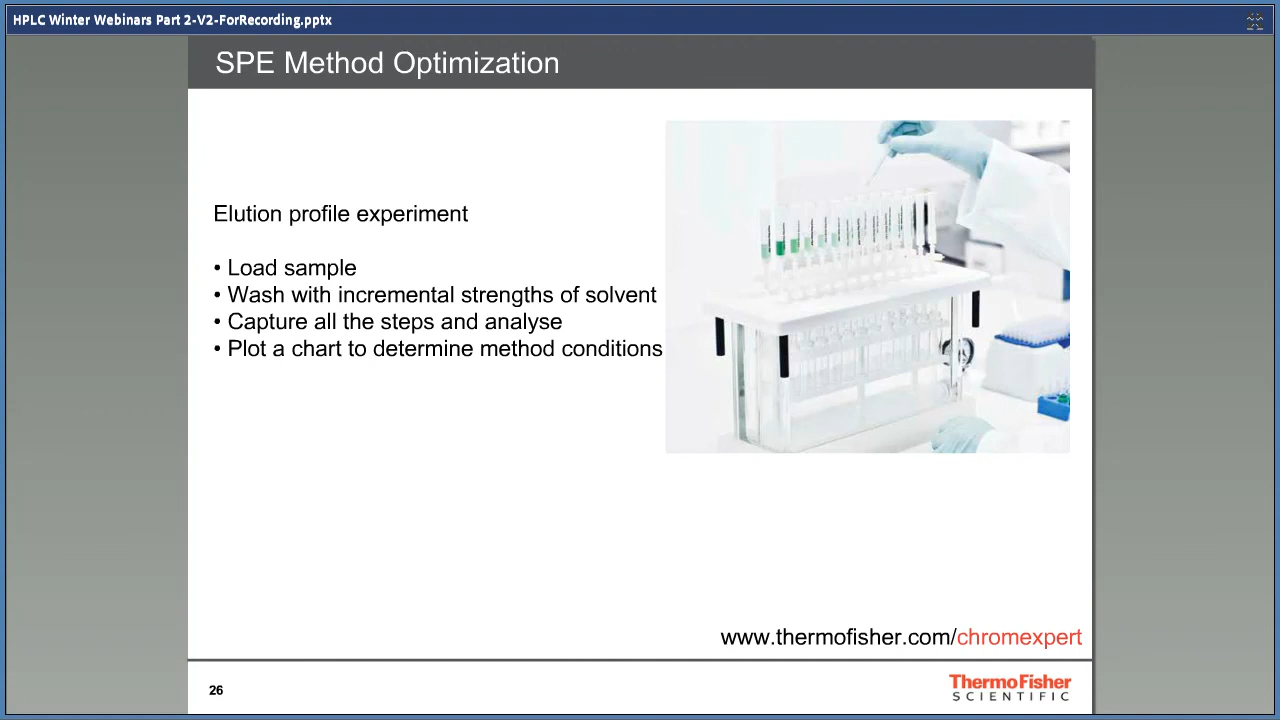 HPLC Winter Webinars Part 2-V2-ForRecording.pptx
SPE Method Optimization
Elution profile experiment
• Load sample
• Wash with incremental strengths of solvent
• Capture all the steps and analyse
• Plot a chart to determine method conditions
www.thermofisher.com/chromexpert
26
ThermoFisher
SCIENTIFIC